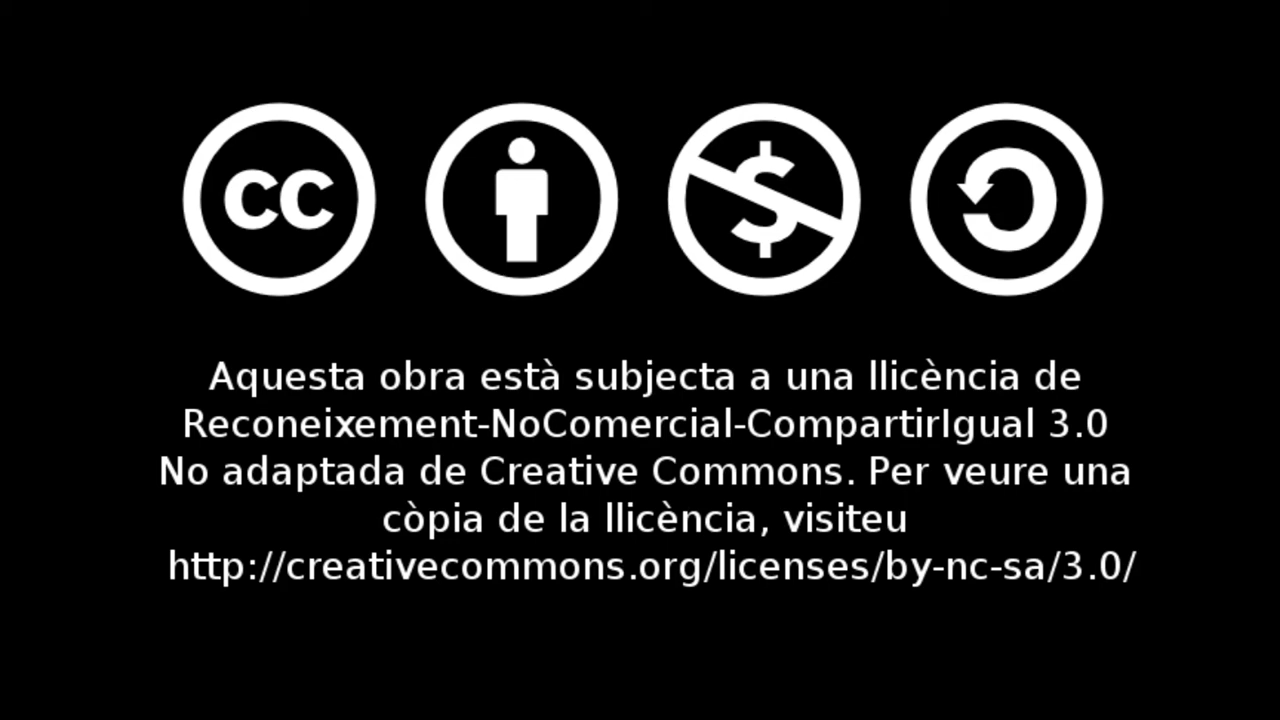 cc
$
Aquesta obra està subjecta a una llicència de
Reconeixement-NoComercial-CompartirIgual 3.0
No adaptada de Creative Commons. Per veure una
còpia de la llicència, visiteu
http://creativecommons.org/licenses/by-nc-sa/3.0/